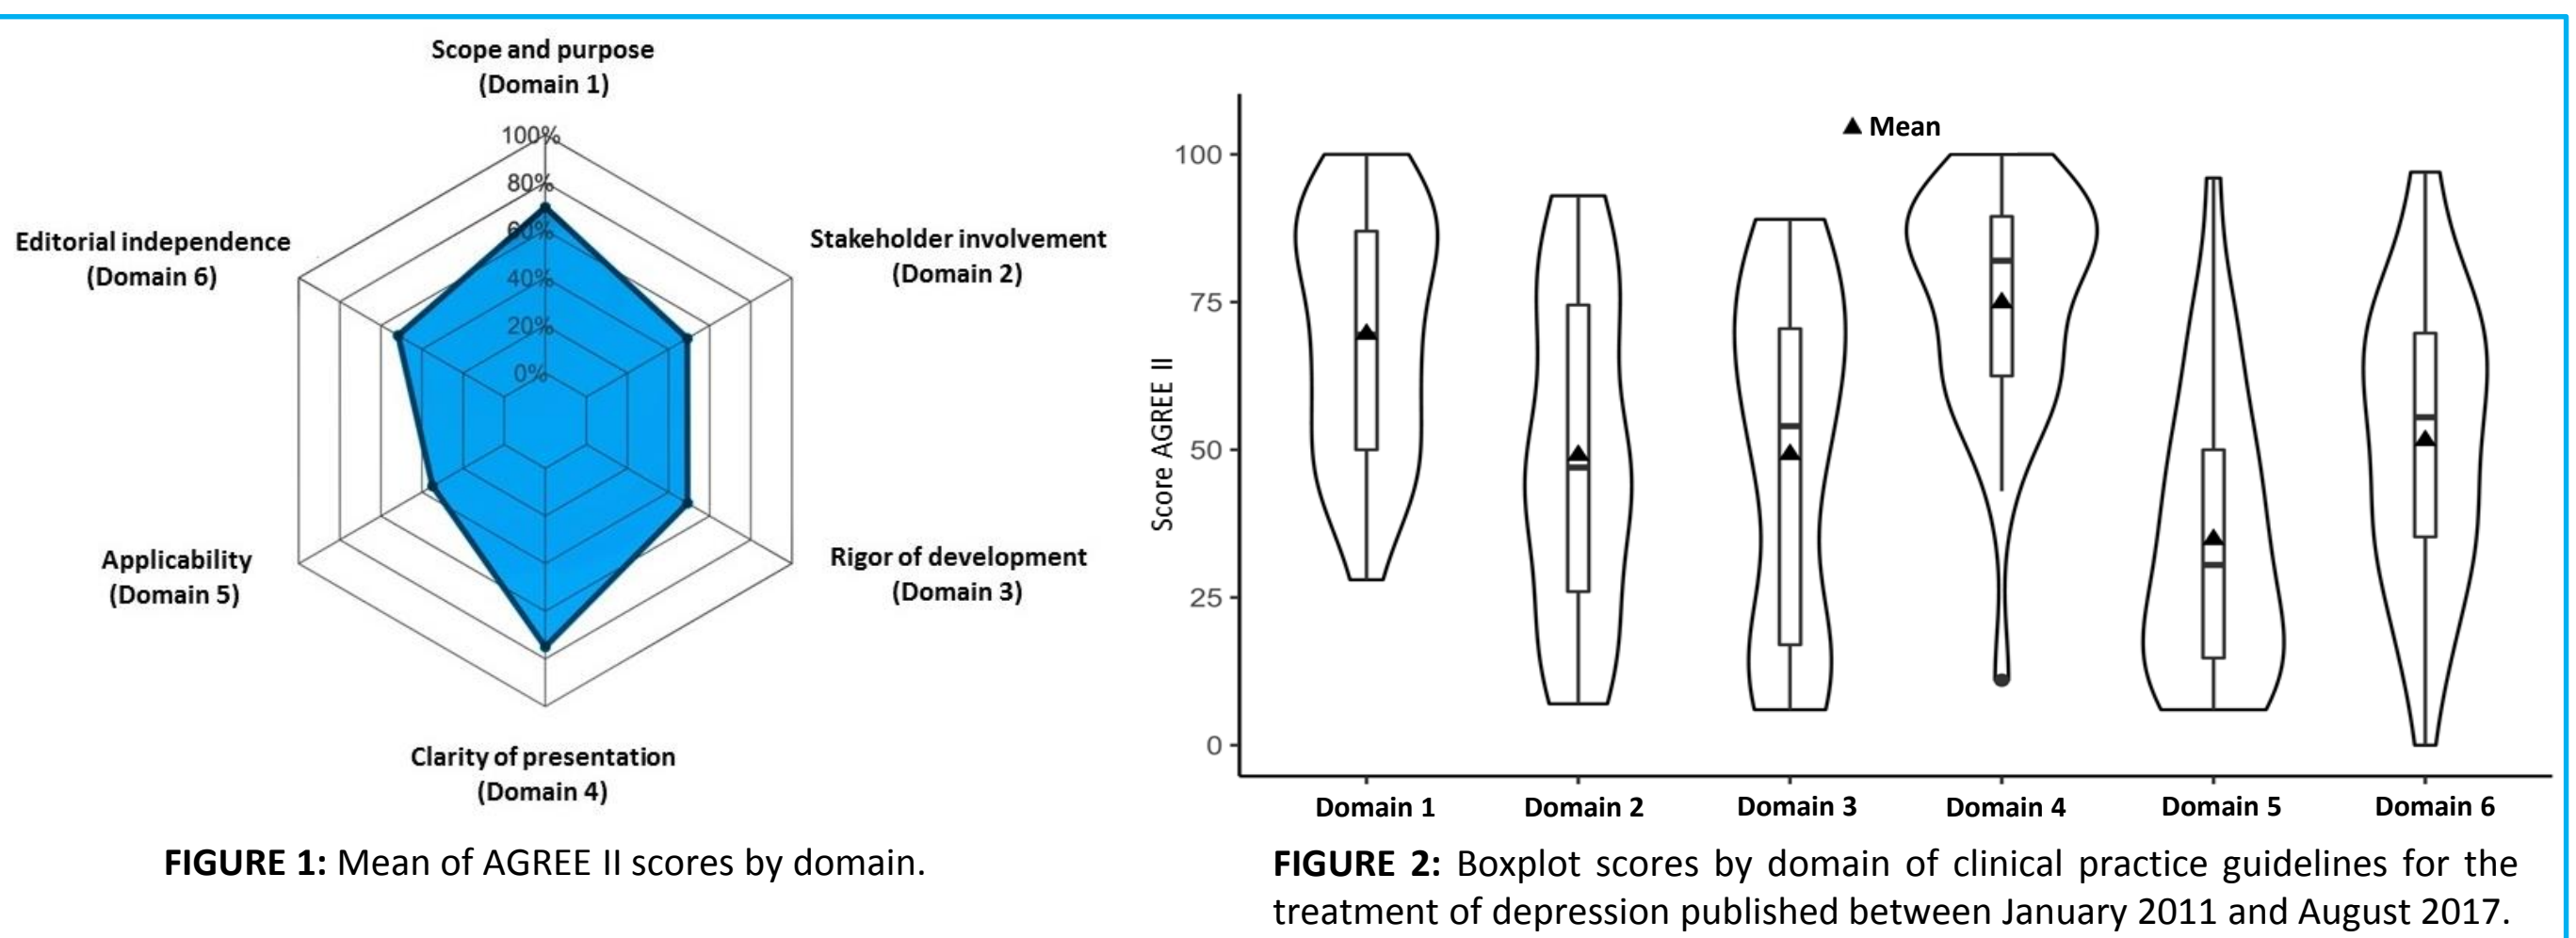 Scope and purpose
(Domain 1)
100%
80%
60%
40%
20%
0%
Editorial independence
(Domain 6)
Stakeholder involvement
(Domain 2)
Applicability
(Domain 5)
Rigor of development
(Domain 3)
Clarity of presentation
(Domain 4)
FIGURE 1: Mean of AGREE II scores by domain.
▲ Mean
Score AGREE II
100
75
50
25
0
Domain 1 Domain 2 Domain 3 Domain 4 Domain 5 Domain 6
FIGURE 2: Boxplot scores by domain of clinical practice guidelines for the
treatment of depression published between January 2011 and August 2017.